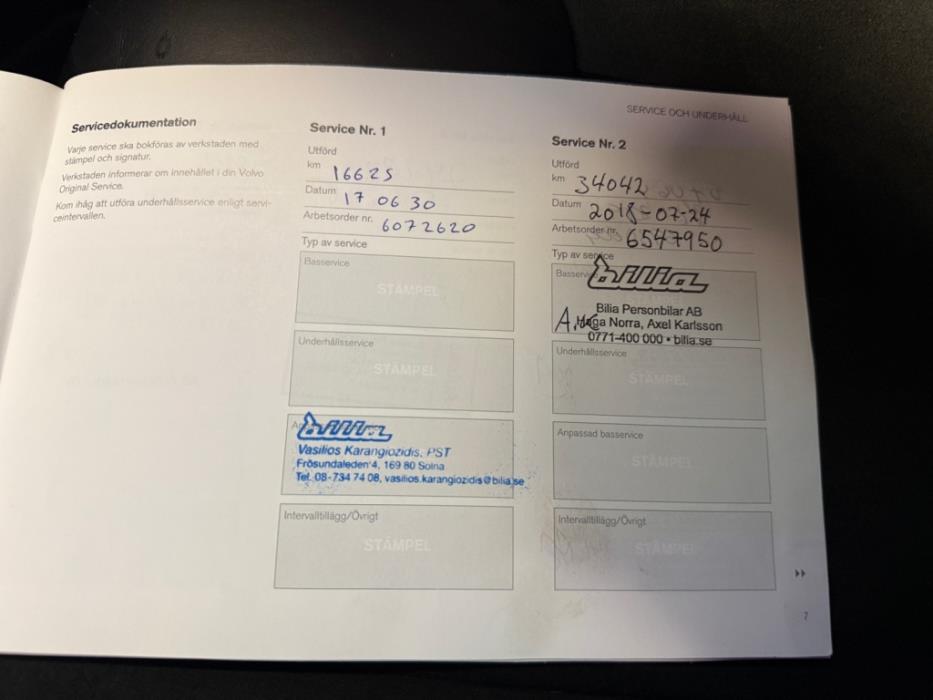 SERVICE OCH UNDERHÅLL
Servicedokumentation
Varje service ska bokföras av verkstaden med
stämpel och signatur.
Verkstaden informerar om innehållet i din Volvo
Original Service.
Kom ihåg att utföra underhållsservice enligt servi-
ceintervallen.
Service Nr. 1
Utförd
km 16625
Datum 17 06 30
Arbetsorder nr. 6072620
Typ av service
Basservice
STÄMPEL
Underhållsservice
STÄMPEL
bilia
Vasilios Karangiozidis, PST
Frösundaleden 4, 169 80 Solna
Tel. 08-734 74 08, vasilios.karangiozidis@bilia.se
Intervalltillägg/Övrigt
STÄMPEL
Service Nr. 2
Utförd
km 34042
Datum 2018-07-24
Arbetsorder nr. 6547950
Typ av service
Basservice
bilia
Bilia Personbilar AB
Haga Norra, Axel Karlsson
0771-400 000 • bilia.se
Underhållsservice
STÄMPEL
Anpassad basservice
STÄMPEL
Intervalltillägg/Övrigt
STÄMPEL
7